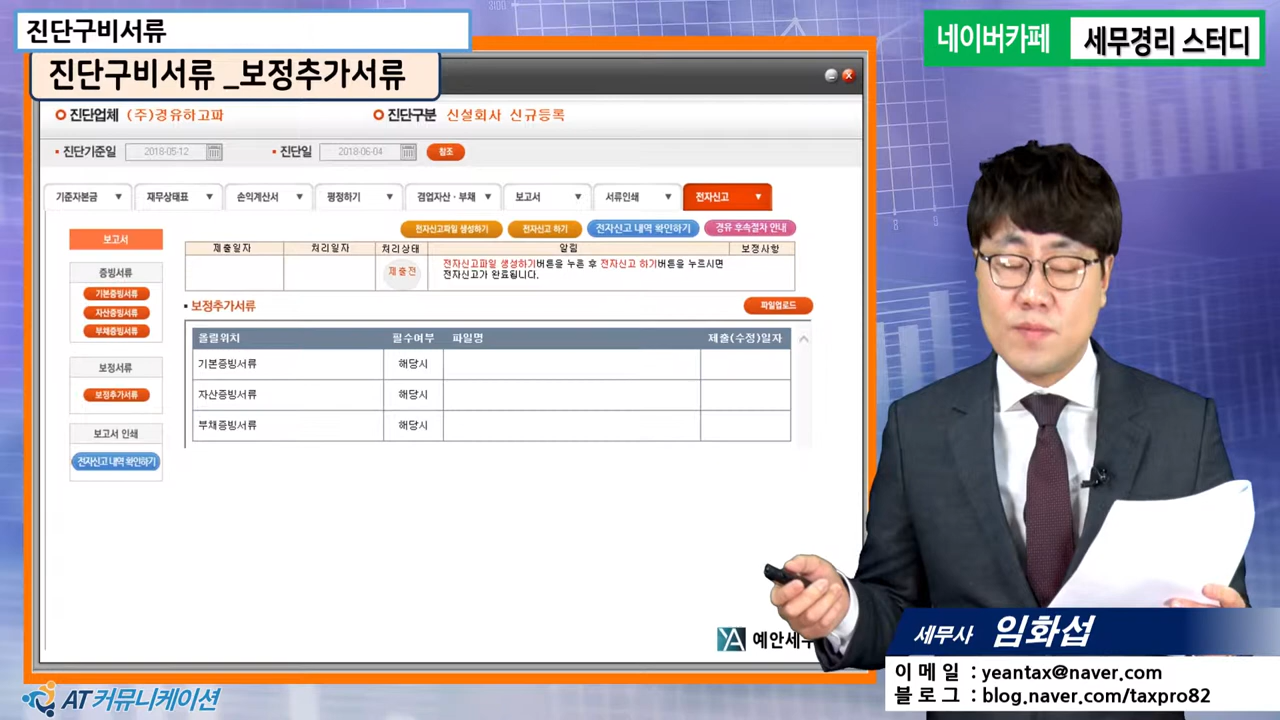 진단구비서류
진단구비서류 _보정추가서류
네이버카페 세무경리 스터디
진단업체 (주)경유하고파 진단구분 신설회사 신규등록
진단기준일 2018-05-12 진단일 2018-06-04 참조
기준자본금 재무상태표 손익계산서 평정하기 겸업자산·부채 보고서 서류인쇄 전자신고
전자신고파일 생성하기 전자신고 하기 전자신고 내역 확인하기 경유 후속절차 안내
보고서
증빙서류
기본증빙서류
자산증빙서류
부채증빙서류
보정서류
보정추가서류
보고서 인쇄
전자신고 내역 확인하기
제출일자 처리일자 처리상태 알림 보정사항
제출전 전자신고파일 생성하기버튼을 누른 후 전자신고 하기버튼을 누르시면
전자신고가 완료됩니다.
보정추가서류 파일업로드
올릴위치 필수여부 파일명 제출(수정)일자
기본증빙서류 해당시
자산증빙서류 해당시
부채증빙서류 해당시
YA 예안세무
세무사 임화섭
이 메 일 : yeantax@naver.com
블 로 그 : blog.naver.com/taxpro82
AT커뮤니케이션